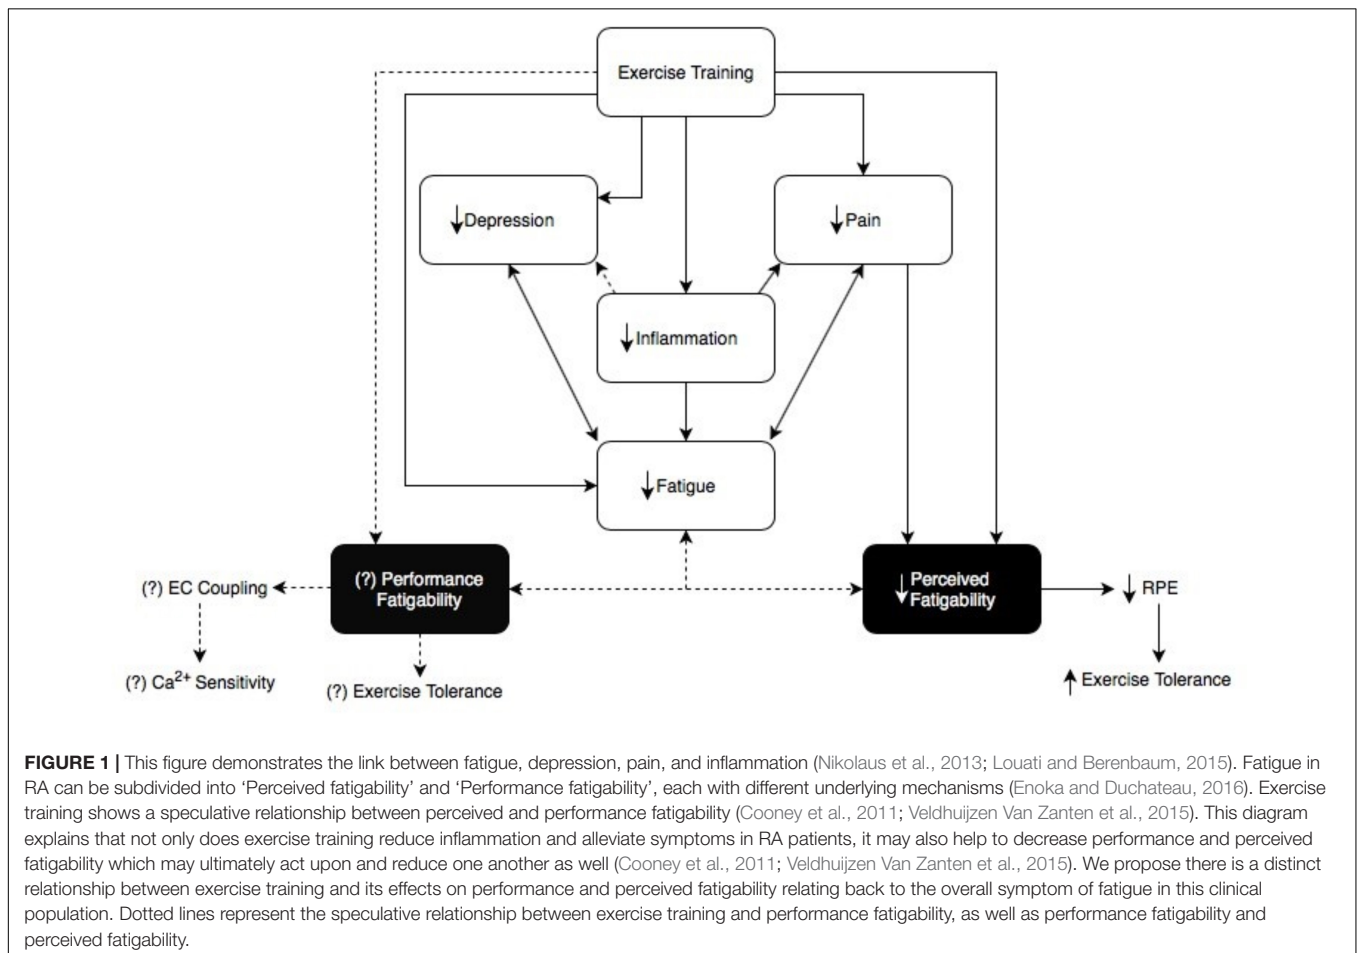 Exercise Training
↓Depression
↓Pain
↓Inflammation
↓Fatigue
(?) Performance
Fatigability
↓Perceived
Fatigability
(?) EC Coupling
↓ RPE
(?) Ca²⁺ Sensitivity
(?) Exercise Tolerance
↑Exercise Tolerance
FIGURE 1 | This figure demonstrates the link between fatigue, depression, pain, and inflammation (Nikolaus et al., 2013; Louati and Berenbaum, 2015). Fatigue in
RA can be subdivided into ‘Perceived fatigability’ and ‘Performance fatigability’, each with different underlying mechanisms (Enoka and Duchateau, 2016). Exercise
training shows a speculative relationship between perceived and performance fatigability (Cooney et al., 2011; Veldhuijzen Van Zanten et al., 2015). This diagram
explains that not only does exercise training reduce inflammation and alleviate symptoms in RA patients, it may also help to decrease performance and perceived
fatigability which may ultimately act upon and reduce one another as well (Cooney et al., 2011; Veldhuijzen Van Zanten et al., 2015). We propose there is a distinct
relationship between exercise training and its effects on performance and perceived fatigability relating back to the overall symptom of fatigue in this clinical
population. Dotted lines represent the speculative relationship between exercise training and performance fatigability, as well as performance fatigability and
perceived fatigability.